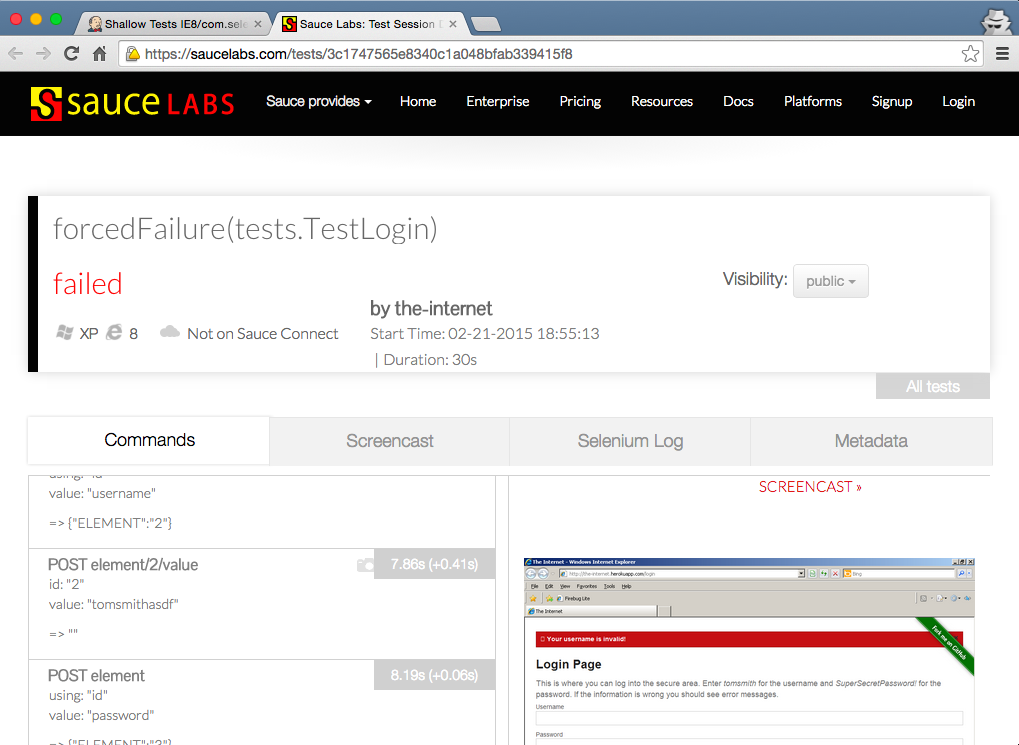 Shallow Tests IE8/com.sele
Sauce Labs: Test Session D
https://saucelabs.com/tests/3c1747565e8340c1a048bfab339415f8
SAUCE LABS
Sauce provides
Home
Enterprise
Pricing
Resources
Docs
Platforms
Signup
Login
forcedFailure(tests.TestLogin)
failed
Visibility:
public
by the-internet
XP
8
Not on Sauce Connect
Start Time: 02-21-2015 18:55:13
| Duration: 30s
All tests
Commands
Screencast
Selenium Log
Metadata
using: "id"
value: "username"
=> {"ELEMENT":"2"}
POST element/2/value
7.86s (+0.41s)
id: "2"
value: "tomsmithasdf"
=> ""
POST element
8.19s (+0.06s)
using: "id"
value: "password"
SCREENCAST »
The Internet - Windows Internet Explorer
http://the-internet.herokuapp.com/login
Bing
File Edit View Favorites Tools Help
Firebug Lite
The Internet
Your username is invalid!
Fork me on GitHub
Login Page
This is where you can log into the secure area. Enter tomsmith for the username and SuperSecretPassword! for the
password. If the information is wrong you should see error messages.
Username
Password